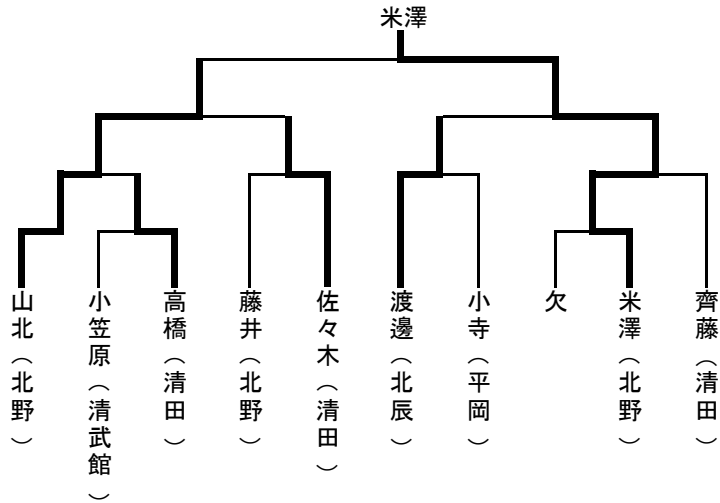 米澤
山北（北野）
小笠原（清武館）
高橋（清田）
藤井（北野）
佐々木（清田）
渡邊（北辰）
小寺（平岡）
欠
米澤（北野）
齊藤（清田）